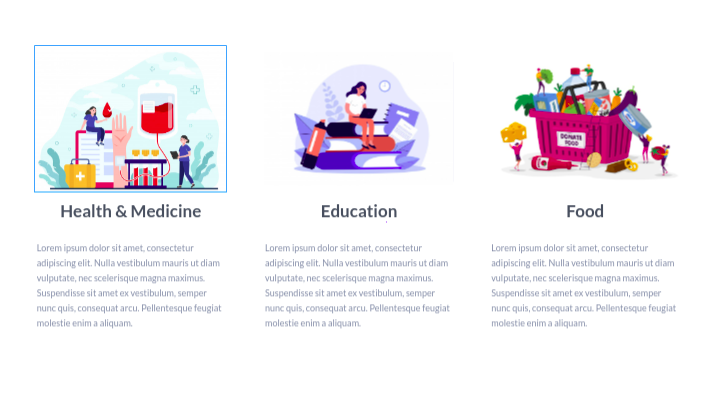 DONATE
FOOD
Health & Medicine
Lorem ipsum dolor sit amet, consectetur
adipiscing elit. Nulla vestibulum mauris ut diam
vulputate, nec scelerisque magna maximus.
Suspendisse sit amet ex vestibulum, semper
nunc quis, consequat arcu. Pellentesque feugiat
molestie enim a aliquam.
Education
Lorem ipsum dolor sit amet, consectetur
adipiscing elit. Nulla vestibulum mauris ut diam
vulputate, nec scelerisque magna maximus.
Suspendisse sit amet ex vestibulum, semper
nunc quis, consequat arcu. Pellentesque feugiat
molestie enim a aliquam.
Food
Lorem ipsum dolor sit amet, consectetur
adipiscing elit. Nulla vestibulum mauris ut diam
vulputate, nec scelerisque magna maximus.
Suspendisse sit amet ex vestibulum, semper
nunc quis, consequat arcu. Pellentesque feugiat
molestie enim a aliquam.